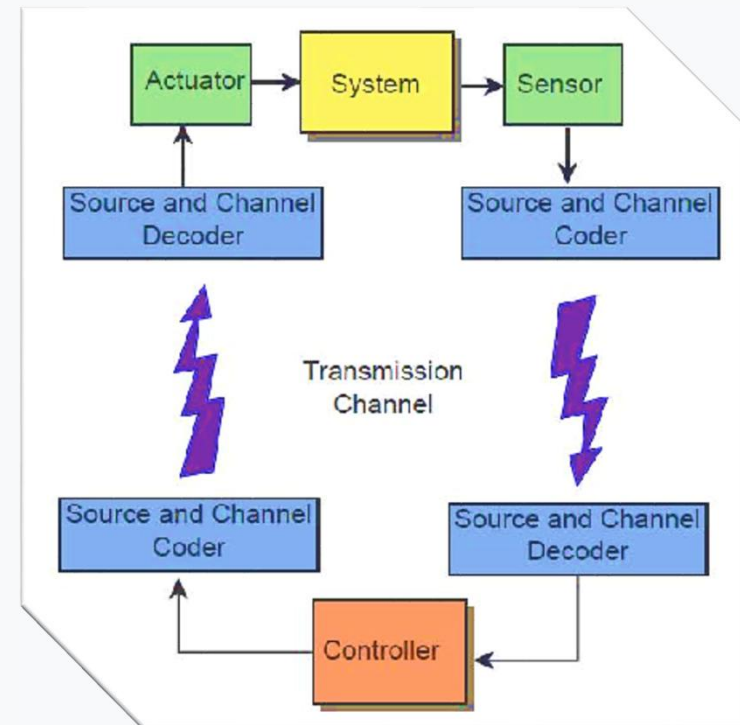 Actuator
System
Sensor
Source and Channel
Decoder
Source and Channel
Coder
Transmission
Channel
Source and Channel
Coder
Source and Channel
Decoder
Controller